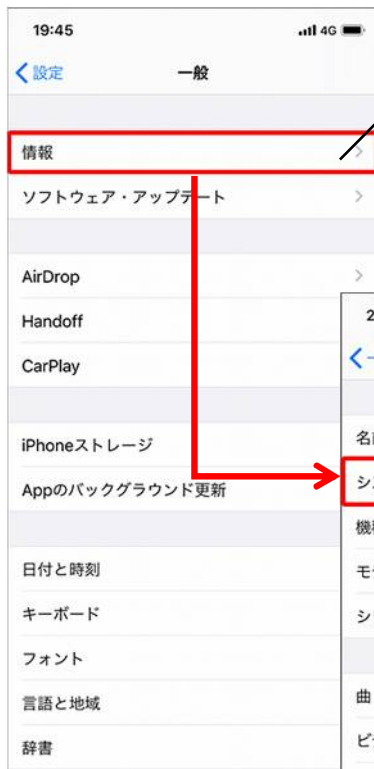 19:45
4G
設定
一般
情報
ソフトウェア・アップデート
AirDrop
Handoff
CarPlay
iPhoneストレージ
Appのバックグラウンド更新
日付と時刻
キーボード
フォント
言語と地域
辞書
2
名前
シ
機種
モ
シ
曲
ビ